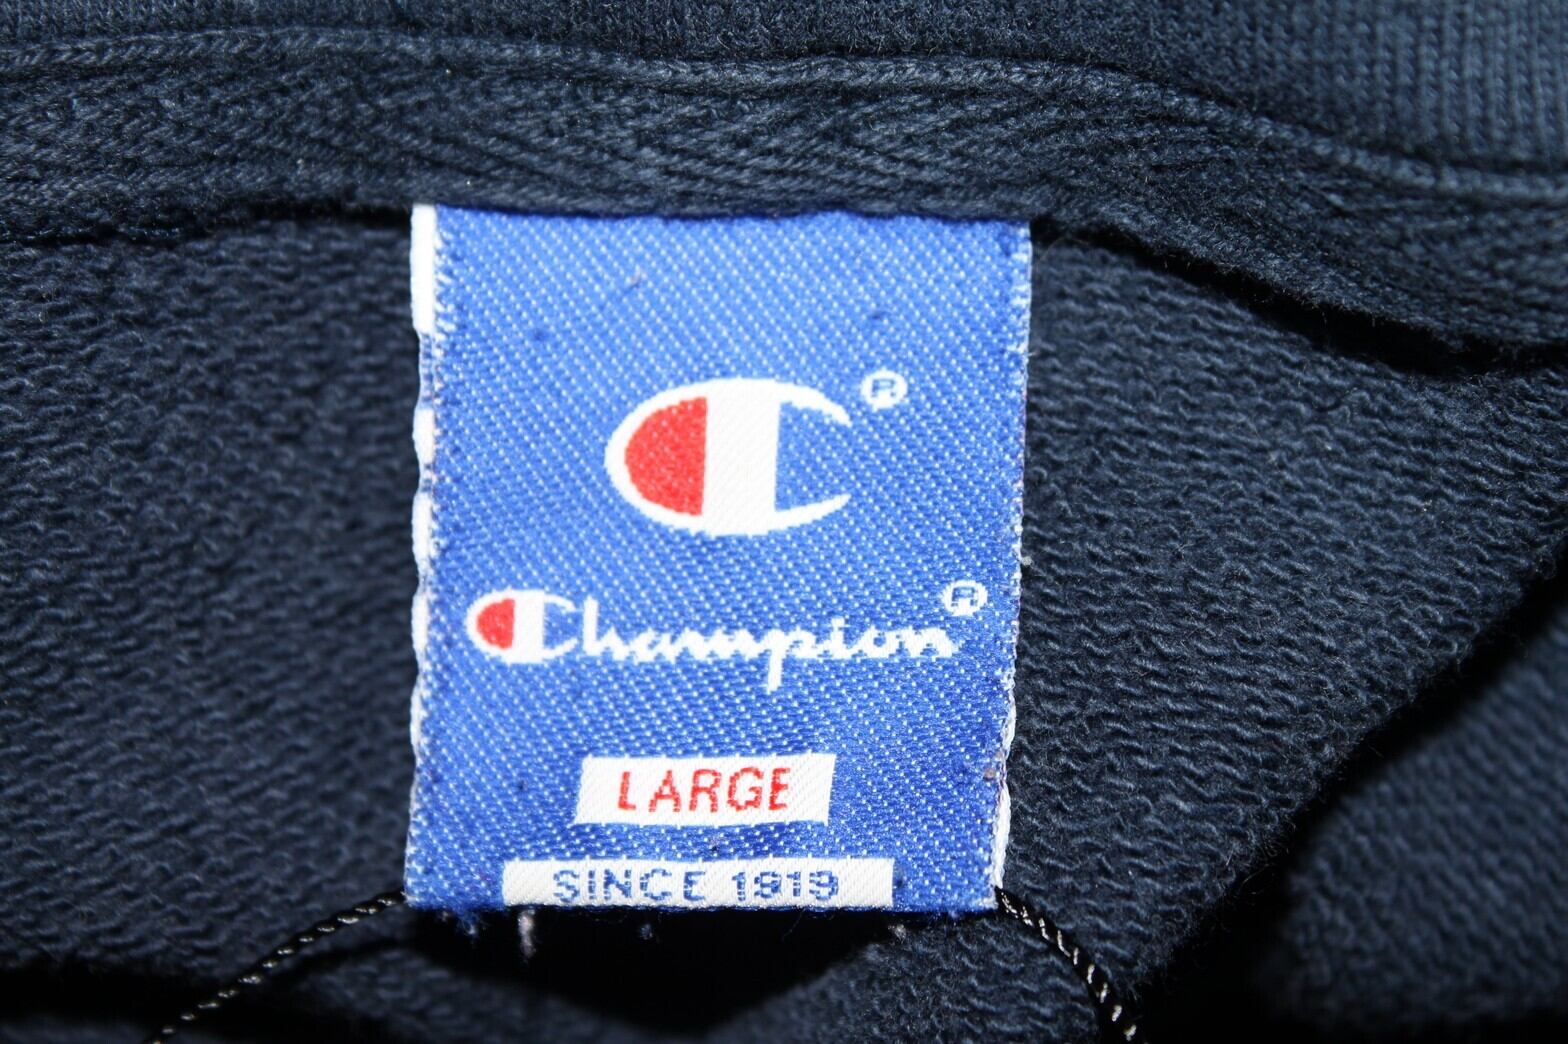 C®
Champion®
LARGE
SINCE 1919